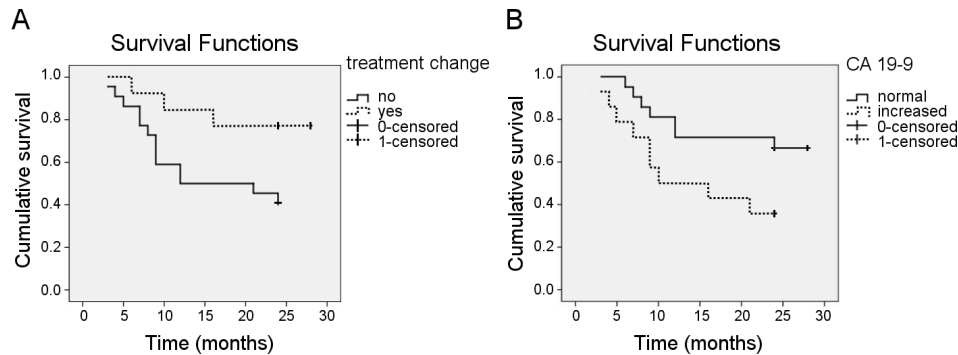 A
Survival Functions
Cumulative survival
1.0
0.8
0.6
0.4
0.2
0.0
0 5 10 15 20 25 30
Time (months)
treatment change
no
yes
0-censored
1-censored
B
Survival Functions
Cumulative survival
1.0
0.8
0.6
0.4
0.2
0.0
0 5 10 15 20 25 30
Time (months)
CA 19-9
normal
increased
0-censored
1-censored